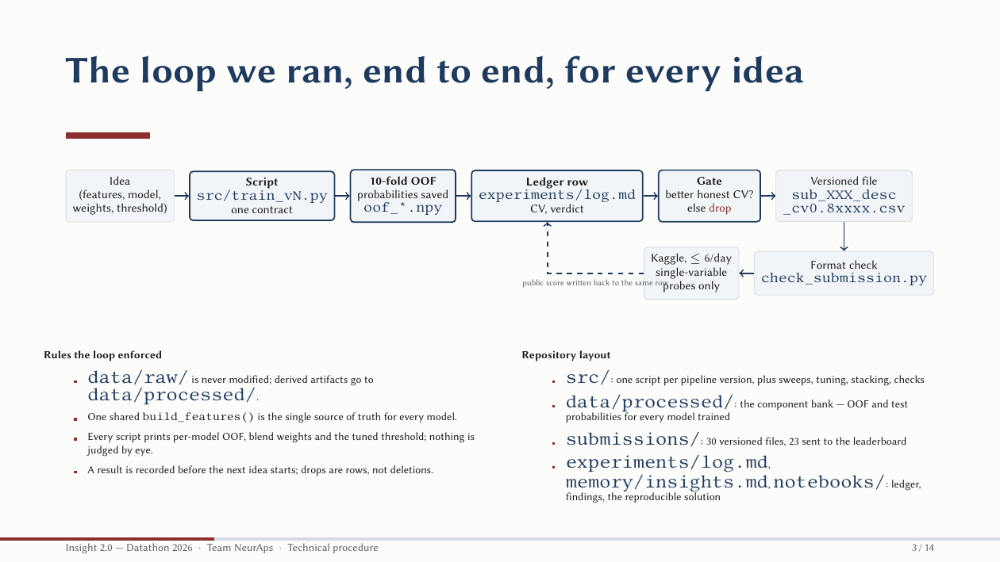 The loop we ran, end to end, for every idea
Idea
(features, model,
weights, threshold)
Script
src/train_vN.py
one contract
10-fold OOF
probabilities saved
oof_*.npy
Ledger row
experiments/log.md
CV, verdict
Gate
better honest CV?
else drop
Versioned file
sub_XXX_desc
_cv0.8xxxx.csv
Format check
check_submission.py
Kaggle, ≤ 6/day
single-variable
probes only
public score written back to the same row
Rules the loop enforced
▪ data/raw/ is never modified; derived artifacts go to
data/processed/.
▪ One shared build_features() is the single source of truth for every model.
▪ Every script prints per-model OOF, blend weights and the tuned threshold; nothing is
judged by eye.
▪ A result is recorded before the next idea starts; drops are rows, not deletions.
Repository layout
▪ src/: one script per pipeline version, plus sweeps, tuning, stacking, checks
▪ data/processed/: the component bank — OOF and test
probabilities for every model trained
▪ submissions/: 30 versioned files, 23 sent to the leaderboard
▪ experiments/log.md,
memory/insights.md, notebooks/: ledger,
findings, the reproducible solution
Insight 2.0 — Datathon 2026 · Team NeurAps · Technical procedure
3 / 14